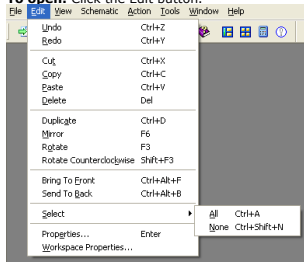 To open: Click the Edit button.
File Edit View Schematic Action Tools Window Help
Undo Ctrl+Z
Redo Ctrl+Y
Cut Ctrl+X
Copy Ctrl+C
Paste Ctrl+V
Delete Del
Duplicate Ctrl+D
Mirror F6
Rotate F3
Rotate Counterclockwise Shift+F3
Bring To Front Ctrl+Alt+F
Send To Back Ctrl+Alt+B
Select
All Ctrl+A
None Ctrl+Shift+N
Properties... Enter
Workspace Properties...